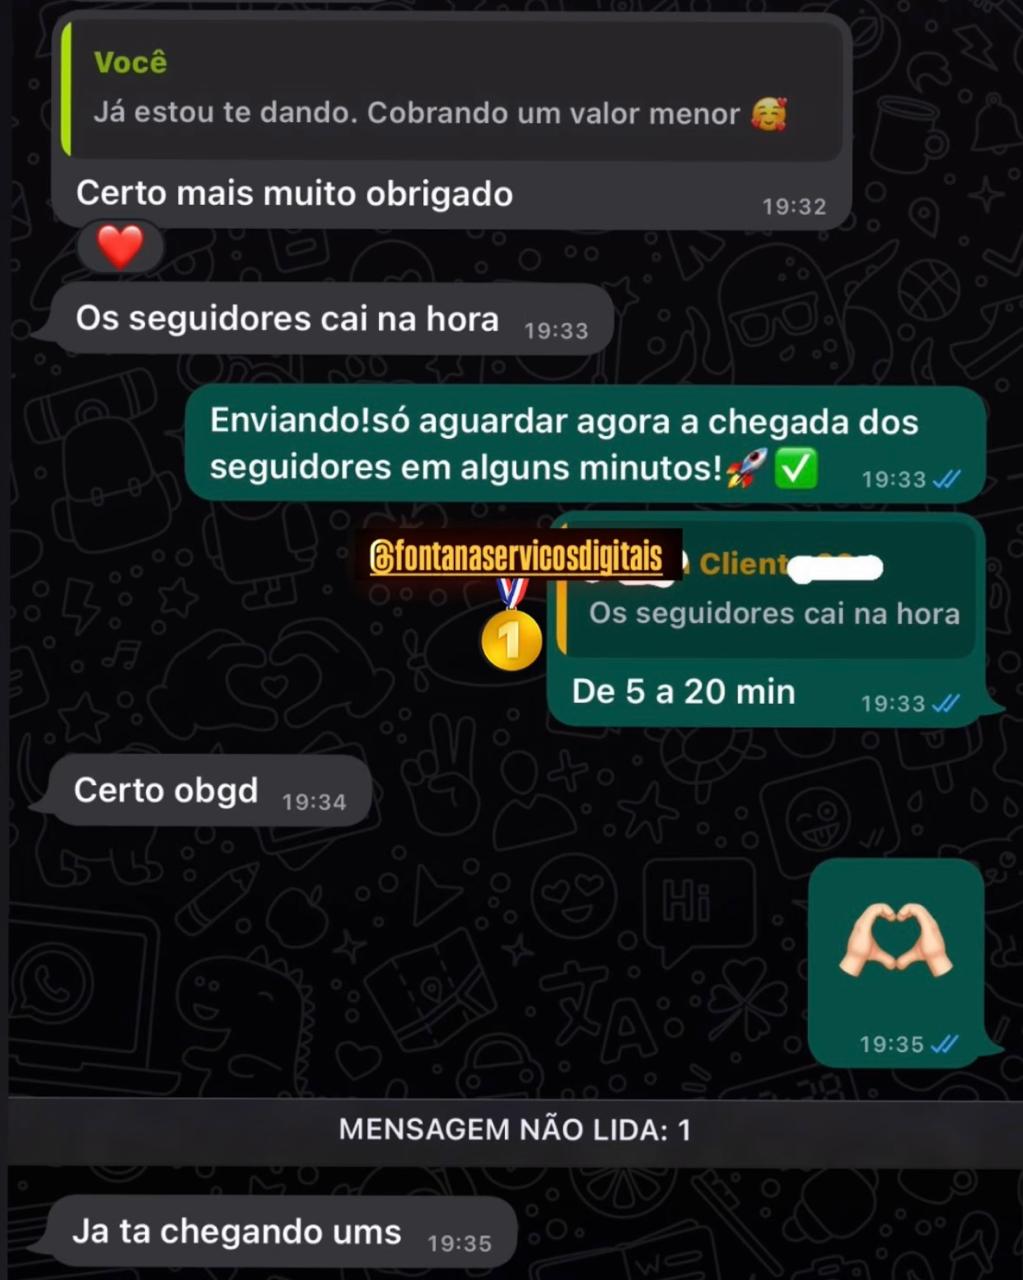 Você
Já estou te dando. Cobrando um valor menor 🥰
Certo mais muito obrigado
19:32
❤️
Os seguidores cai na hora 19:33
Enviando!só aguardar agora a chegada dos
seguidores em alguns minutos!🚀✅ 19:33
@fontanaservicosdigitais
Client
Os seguidores cai na hora
De 5 a 20 min 19:33
Certo obgd 19:34
Hi
19:35
MENSAGEM NÃO LIDA: 1
Ja ta chegando ums 19:35